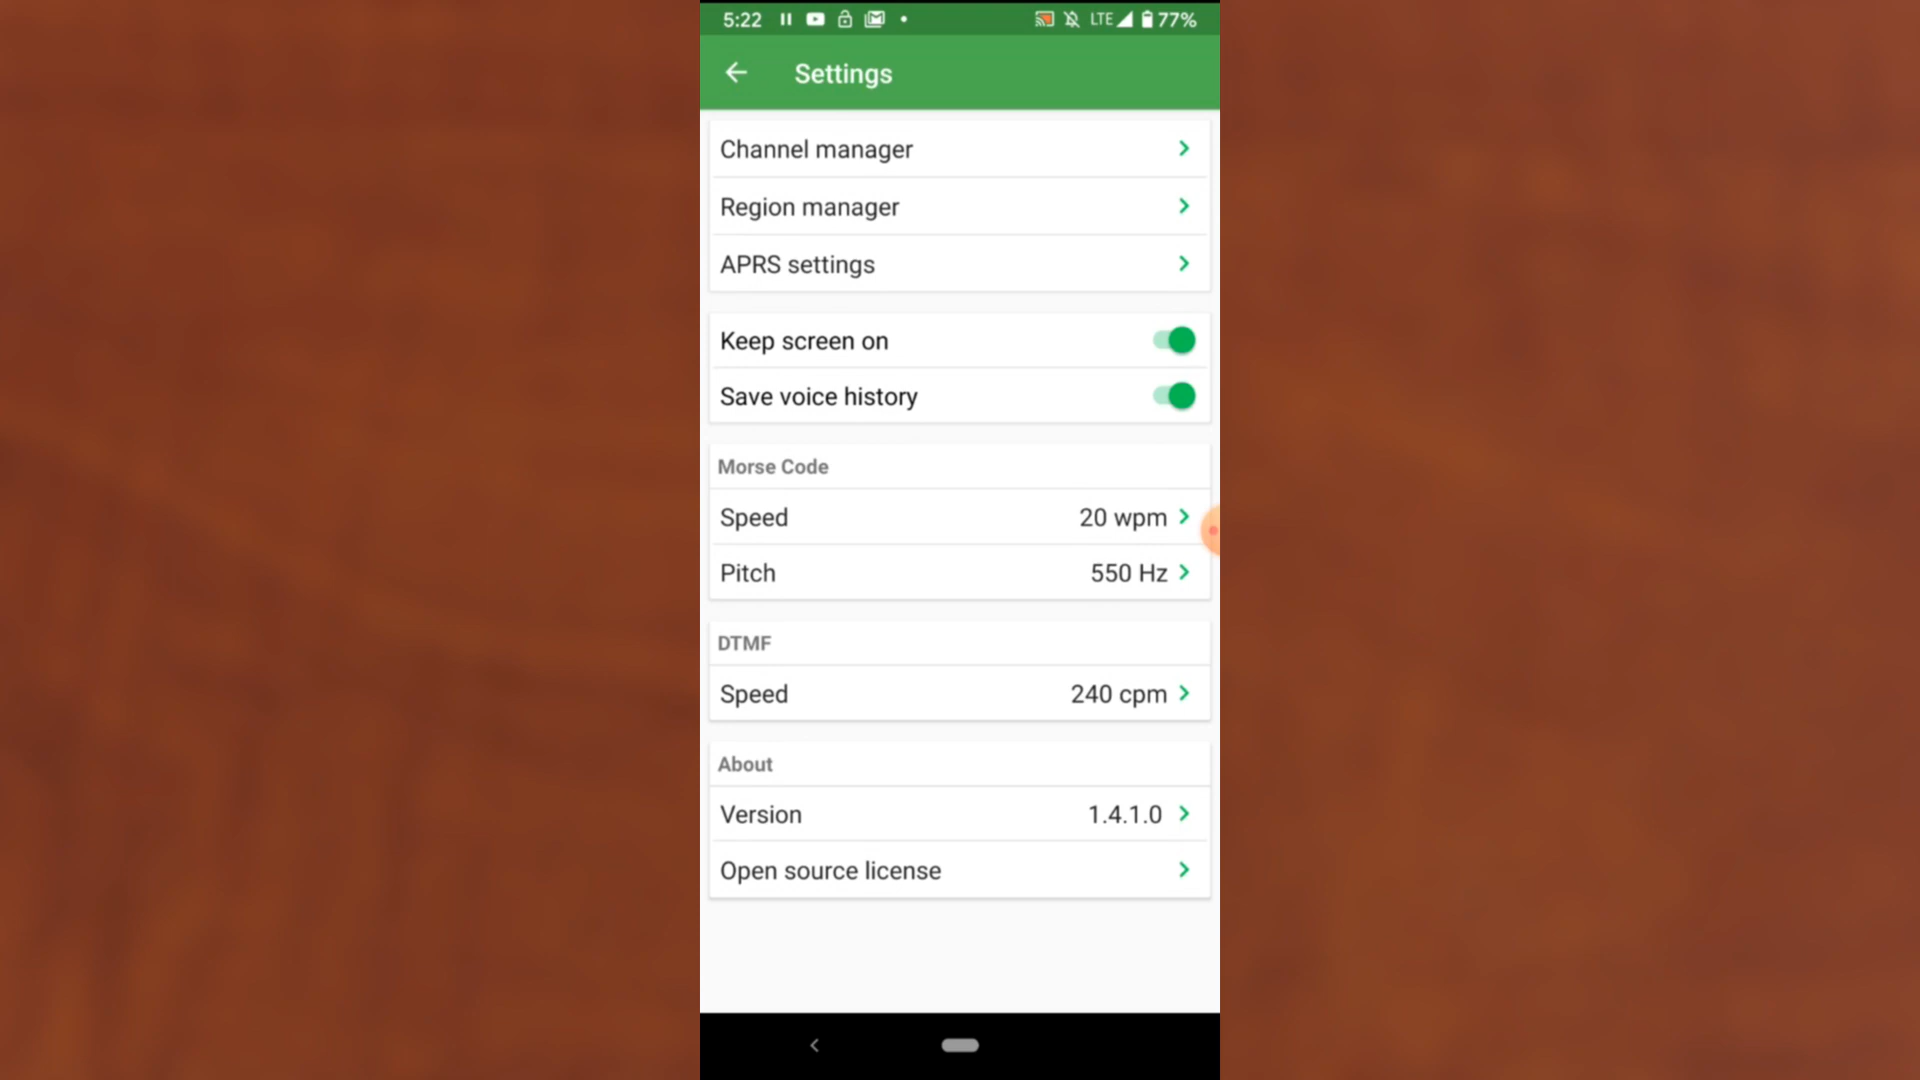 5:22 LTE 77%
Settings
Channel manager
Region manager
APRS settings
Keep screen on
Save voice history
Morse Code
Speed 20 wpm
Pitch 550 Hz
DTMF
Speed 240 cpm
About
Version 1.4.1.0
Open source license